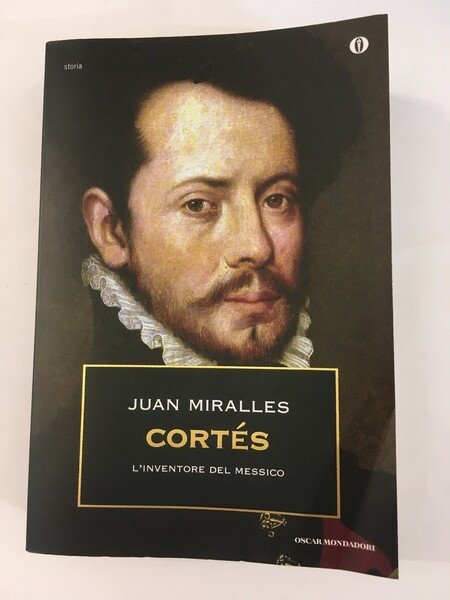 storia
JUAN MIRALLES
CORTÉS
L'INVENTORE DEL MESSICO
OSCAR MONDADORI